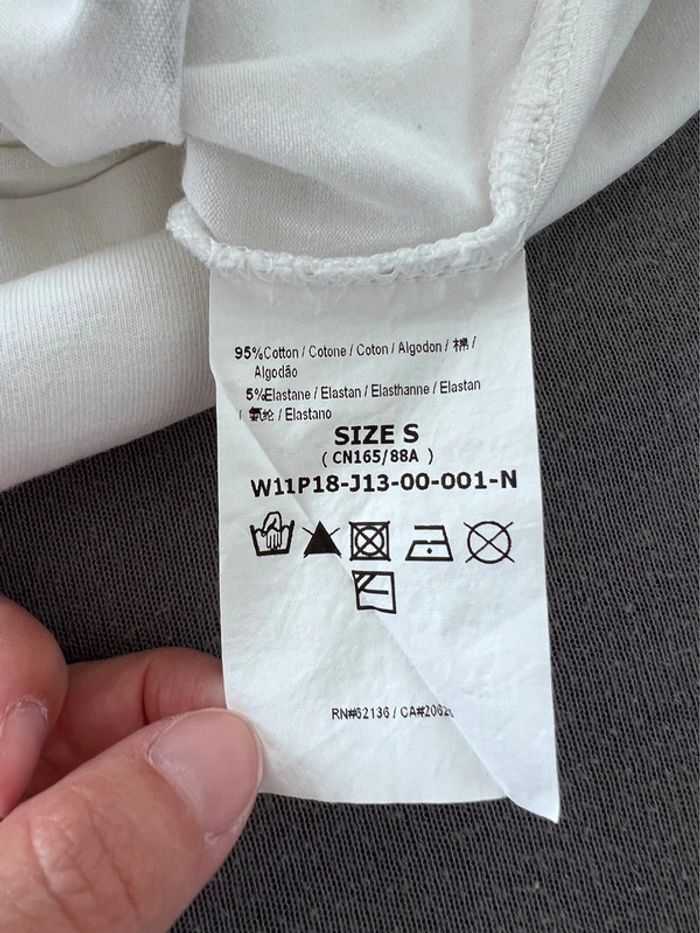 95%Cotton / Cotone / Coton / Algodon / 棉 /
Algodão
5%Elastane / Elastan / Elasthanne / Elastan
/ 氨纶 / Elastano
SIZE S
( CN165/88A )
W11P18-J13-00-001-N
RN#62136 / CA#2062